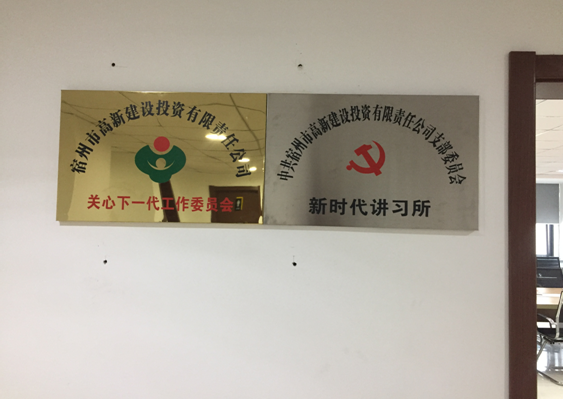 宿州市高新建设投资有限责任公司
关心下一代工作委员会
中共宿州市高新建设投资有限责任公司支部委员会
新时代讲习所